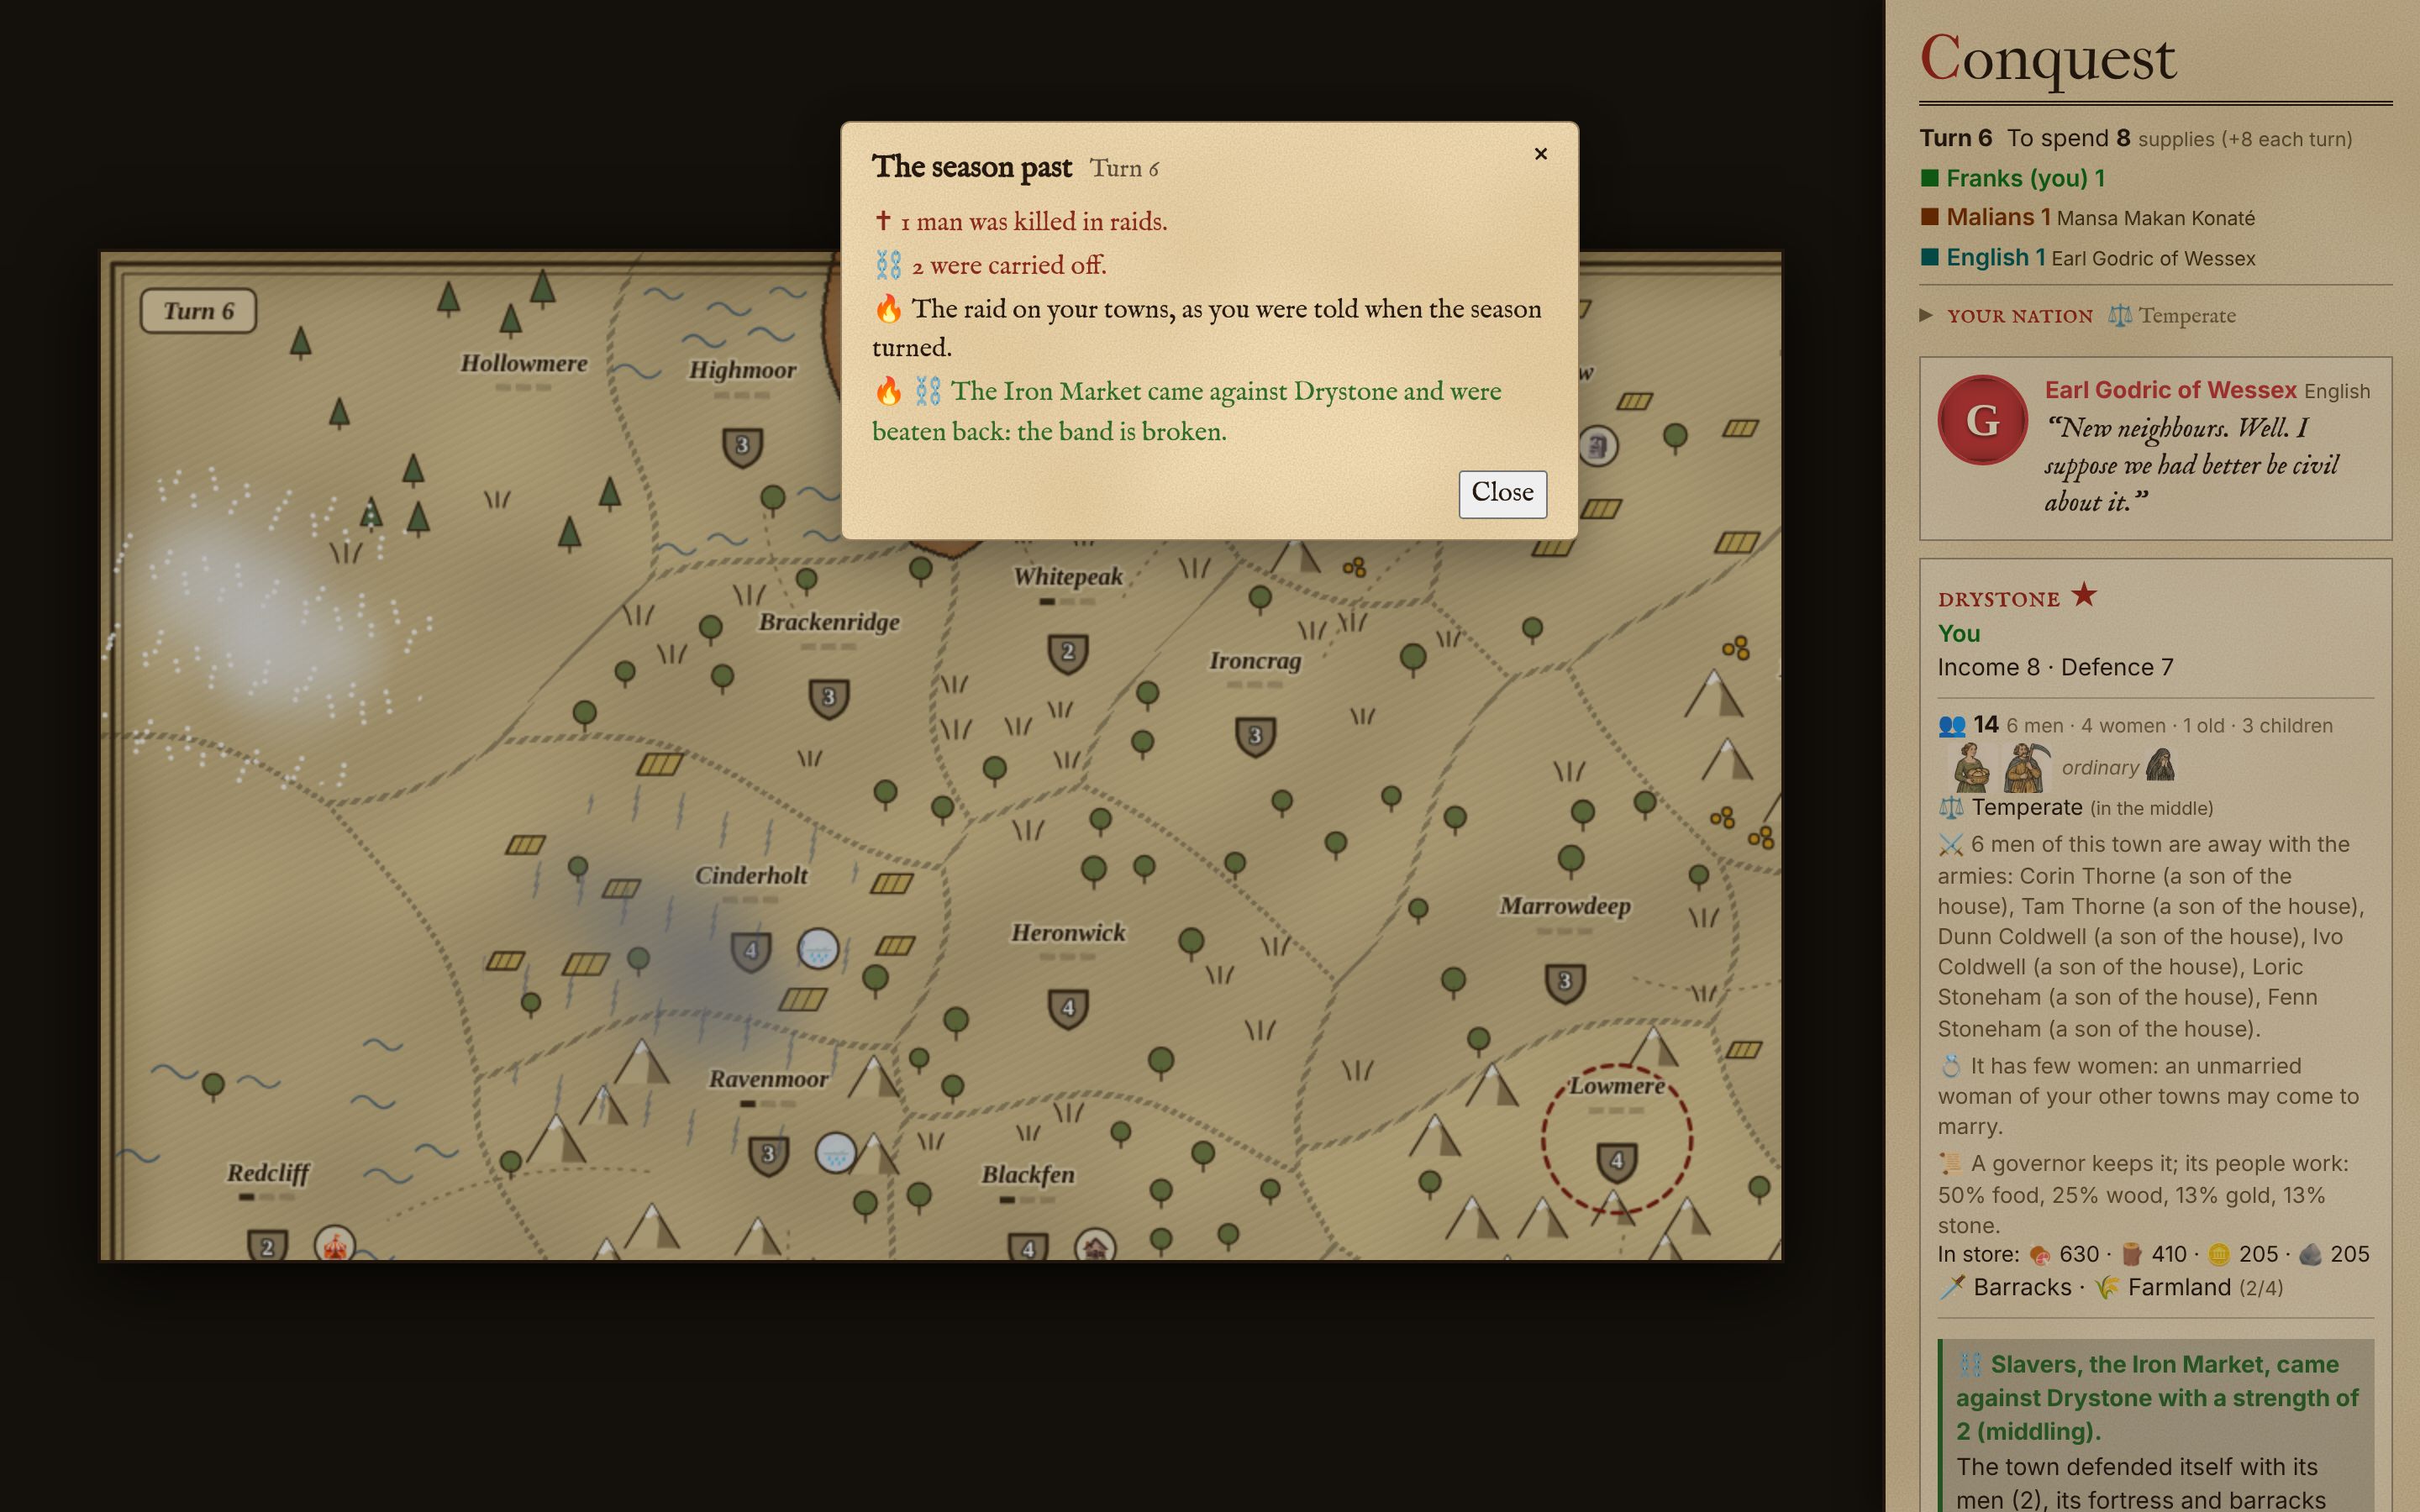 Conquest
Turn 6 To spend 8 supplies (+8 each turn)
Franks (you) 1
Malians 1 Mansa Makan Konaté
English 1 Earl Godric of Wessex
▶ YOUR NATION ⚖️ Temperate
G
Earl Godric of Wessex English
“New neighbours. Well. I
suppose we had better be civil
about it.”
DRYSTONE ★
You
Income 8 · Defence 7
👥 14 6 men · 4 women · 1 old · 3 children
ordinary
⚖️ Temperate (in the middle)
⚔️ 6 men of this town are away with the
armies: Corin Thorne (a son of the
house), Tam Thorne (a son of the house),
Dunn Coldwell (a son of the house), Ivo
Coldwell (a son of the house), Loric
Stoneham (a son of the house), Fenn
Stoneham (a son of the house).
💍 It has few women: an unmarried
woman of your other towns may come to
marry.
📜 A governor keeps it; its people work:
50% food, 25% wood, 13% gold, 13%
stone.
In store: 🍖 630 · 🪵 410 · 🪙 205 · 🪨 205
🗡️ Barracks · 🌾 Farmland (2/4)
⛓️ Slavers, the Iron Market, came
against Drystone with a strength of
2 (middling).
The town defended itself with its
men (2), its fortress and barracks
The season past Turn 6
×
✝ 1 man was killed in raids.
⛓️ 2 were carried off.
🔥 The raid on your towns, as you were told when the season
turned.
🔥 ⛓️ The Iron Market came against Drystone and were
beaten back: the band is broken.
Close
Turn 6
Hollowmere
Highmoor
3
w
Whitepeak
2
Brackenridge
3
Ironcrag
3
Cinderholt
4
Heronwick
4
Marrowdeep
3
Ravenmoor
3
Lowmere
4
Redcliff
2
Blackfen
4